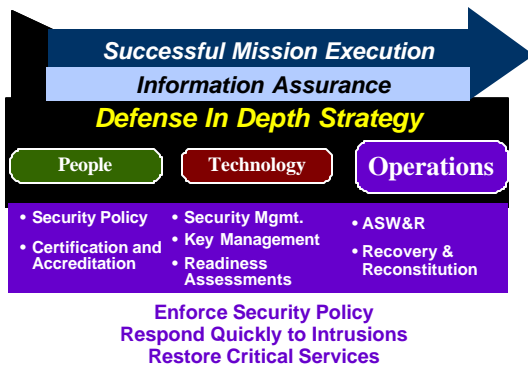 Successful Mission Execution
Information Assurance
Defense In Depth Strategy
People
Technology
Operations
• Security Policy
• Certification and
Accreditation
• Security Mgmt.
• Key Management
• Readiness
Assessments
• ASW&R
• Recovery &
Reconstitution
Enforce Security Policy
Respond Quickly to Intrusions
Restore Critical Services